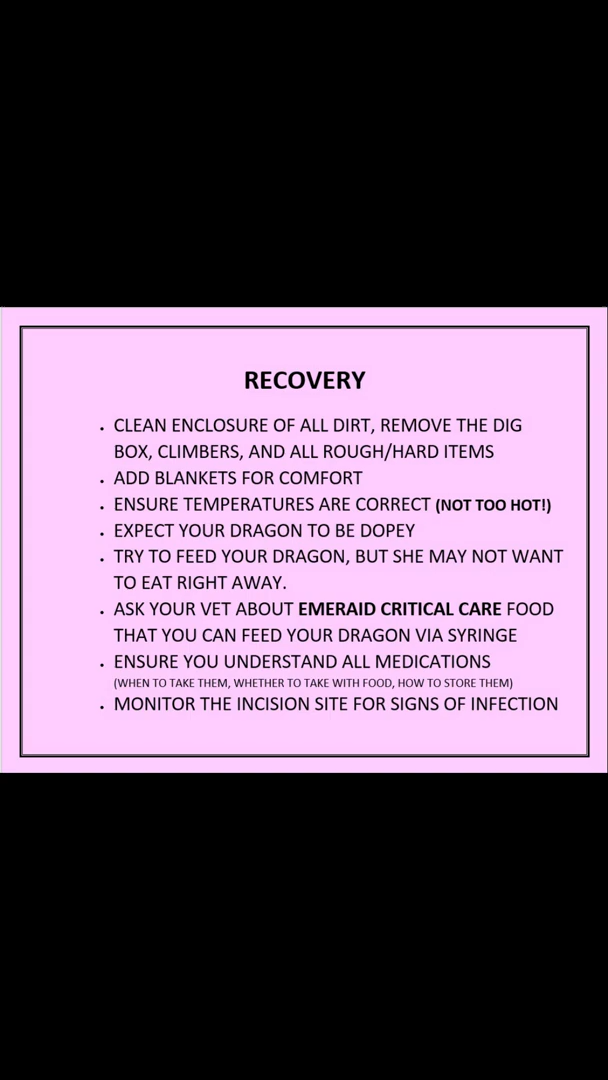 RECOVERY
• CLEAN ENCLOSURE OF ALL DIRT, REMOVE THE DIG
BOX, CLIMBERS, AND ALL ROUGH/HARD ITEMS
• ADD BLANKETS FOR COMFORT
• ENSURE TEMPERATURES ARE CORRECT (NOT TOO HOT!)
• EXPECT YOUR DRAGON TO BE DOPEY
• TRY TO FEED YOUR DRAGON, BUT SHE MAY NOT WANT
TO EAT RIGHT AWAY.
• ASK YOUR VET ABOUT EMERAID CRITICAL CARE FOOD
THAT YOU CAN FEED YOUR DRAGON VIA SYRINGE
• ENSURE YOU UNDERSTAND ALL MEDICATIONS
(WHEN TO TAKE THEM, WHETHER TO TAKE WITH FOOD, HOW TO STORE THEM)
• MONITOR THE INCISION SITE FOR SIGNS OF INFECTION